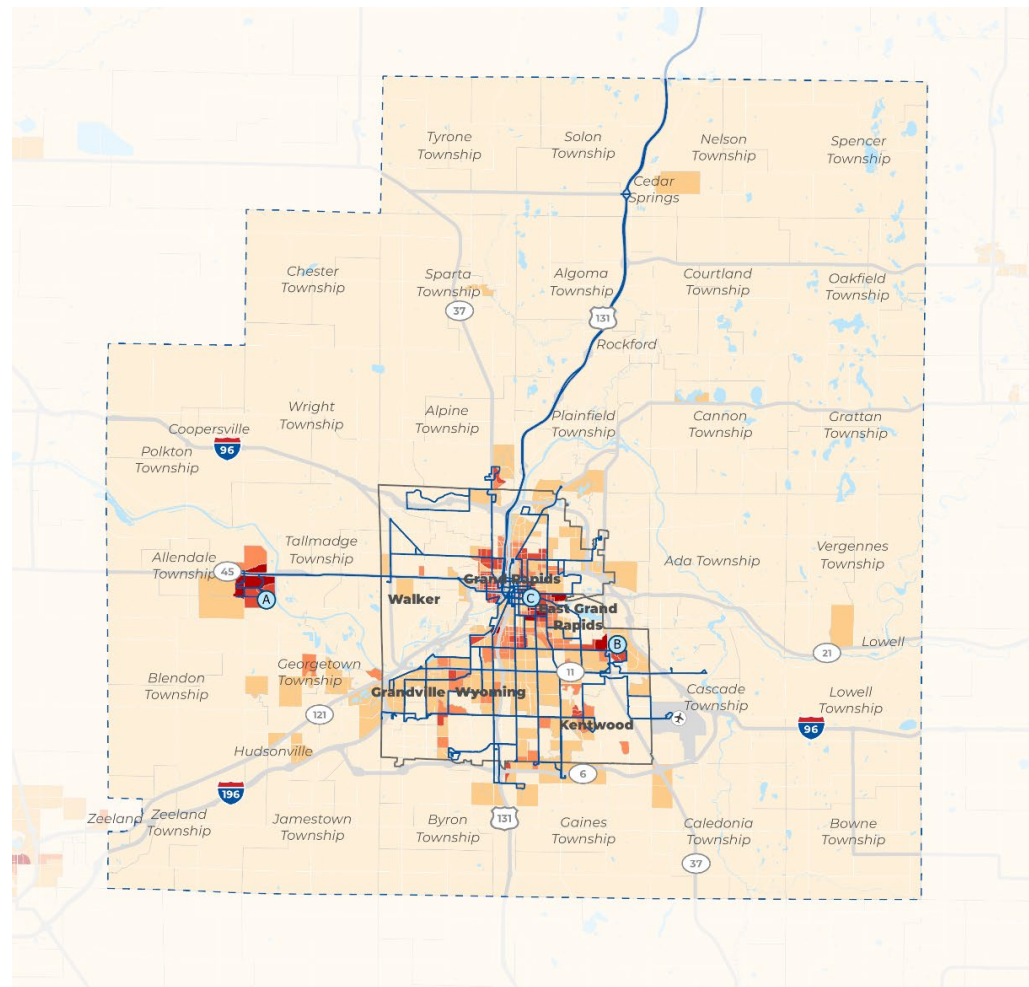 Tyrone
Township
Solon
Township
Nelson
Township
Spencer
Township
Cedar
Springs
Chester
Township
Sparta
Township
Algoma
Township
Courtland
Township
Oakfield
Township
37
131
Rockford
Wright
Township
Alpine
Township
Plainfield
Township
Cannon
Township
Grattan
Township
Coopersville
96
Polkton
Township
Tallmadge
Township
Allendale
Township
45
Ada Township
Vergennes
Township
A
Grand Rapids
Walker
C
East Grand
Rapids
B
21
Lowell
Georgetown
Township
11
Blendon
Township
Grandville
Wyoming
Cascade
Township
Lowell
Township
121
Kentwood
96
Hudsonville
6
196
Zeeland
Zeeland
Township
Jamestown
Township
Byron
Township
131
Gaines
Township
Caledonia
Township
Bowne
Township
37